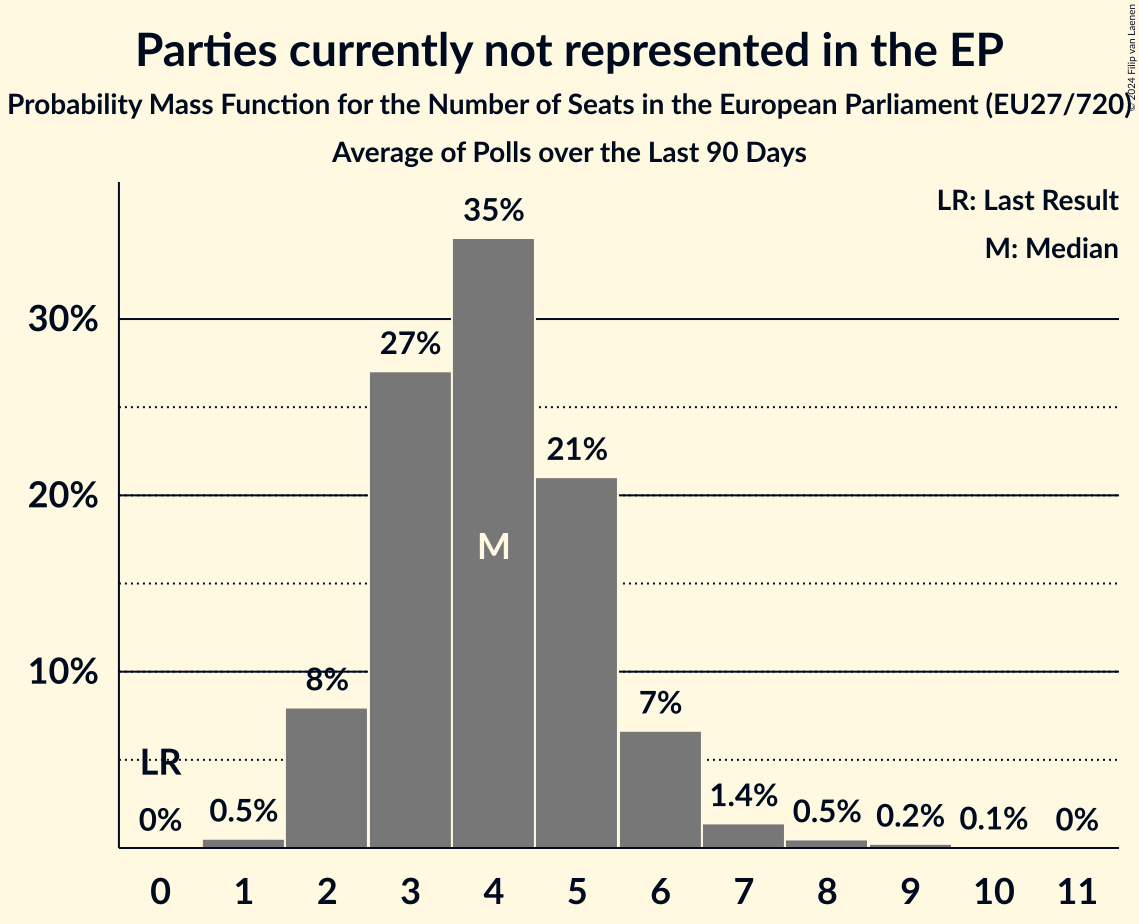 Parties currently not represented in the EP
Probability Mass Function for the Number of Seats in the European Parliament (EU27/720)
Average of Polls over the Last 90 Days
© 2024 Filip van Laenen
LR: Last Result
M: Median
30%
20%
10%
LR
0%
0.5%
8%
27%
35%
M
21%
7%
1.4%
0.5%
0.2%
0.1%
0%
0 1 2 3 4 5 6 7 8 9 10 11